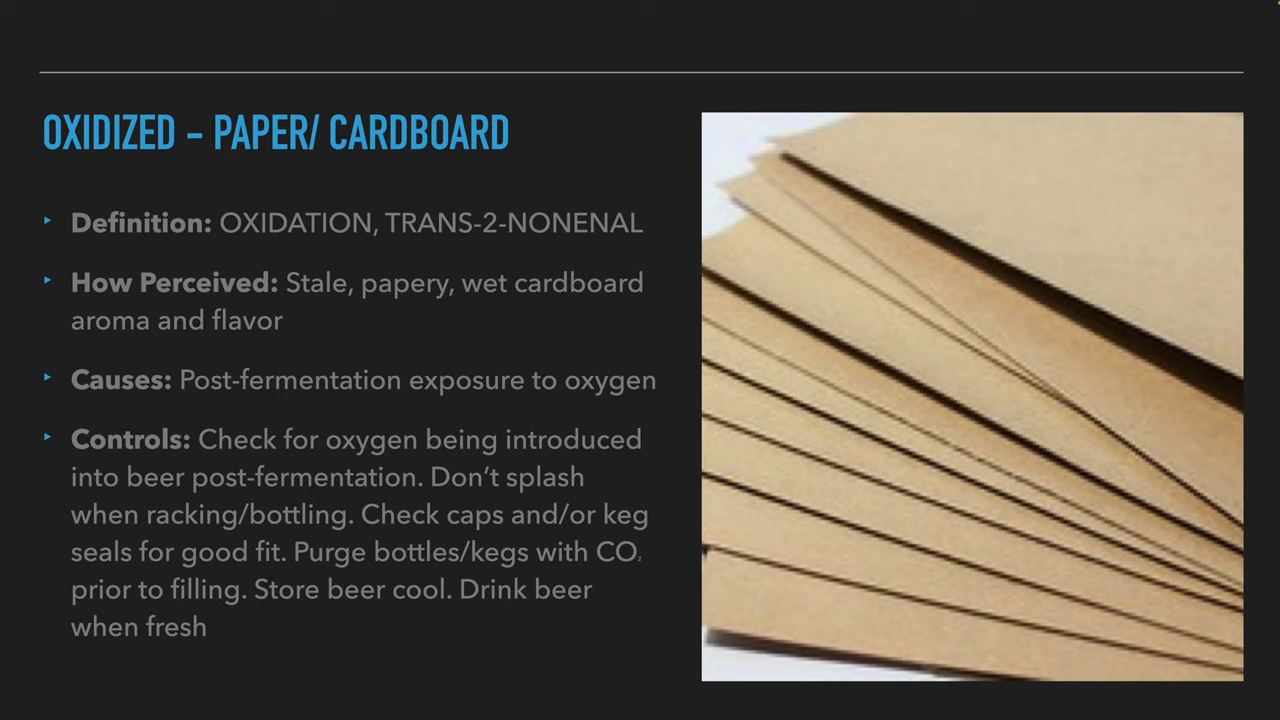 OXIDIZED - PAPER/ CARDBOARD
‣ Definition: OXIDATION, TRANS-2-NONENAL
‣ How Perceived: Stale, papery, wet cardboard
aroma and flavor
‣ Causes: Post-fermentation exposure to oxygen
‣ Controls: Check for oxygen being introduced
into beer post-fermentation. Don’t splash
when racking/bottling. Check caps and/or keg
seals for good fit. Purge bottles/kegs with CO₂
prior to filling. Store beer cool. Drink beer
when fresh